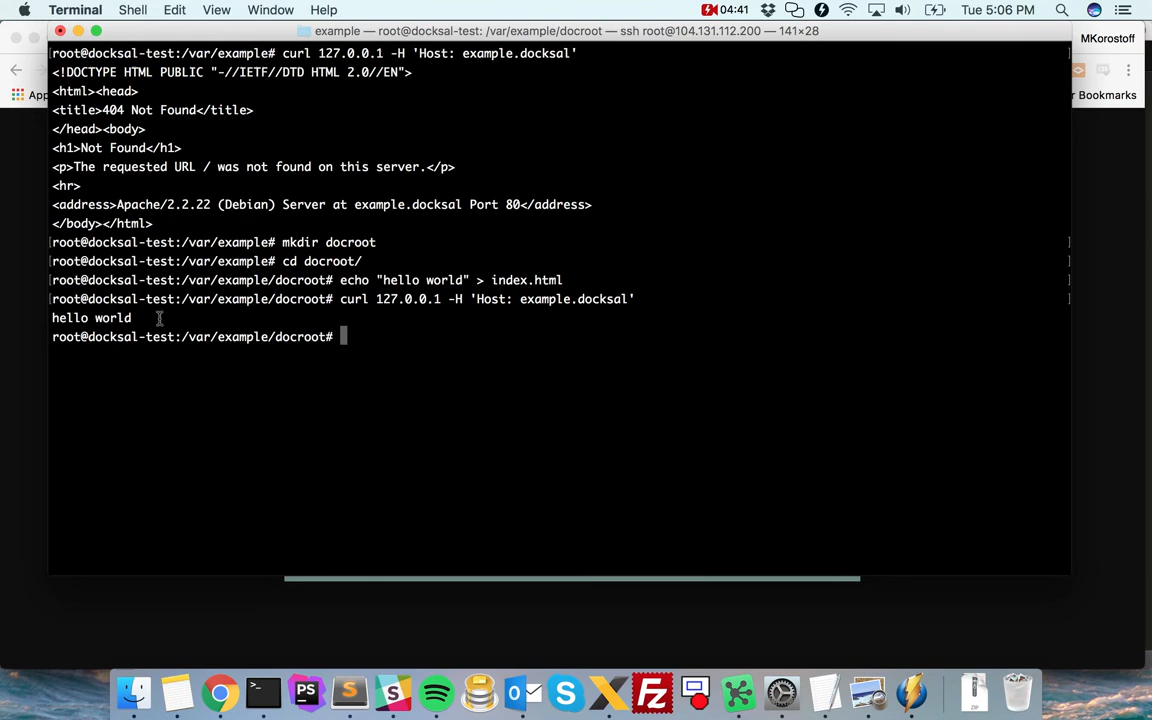 Terminal Shell Edit View Window Help 04:41 Tue 5:06 PM
example — root@docksal-test: /var/example/docroot — ssh root@104.131.112.200 — 141×28
MKorostoff
[root@docksal-test:/var/example# curl 127.0.0.1 -H 'Host: example.docksal' ]
<!DOCTYPE HTML PUBLIC "-//IETF//DTD HTML 2.0//EN">
<html><head>
App
r Bookmarks
<title>404 Not Found</title>
</head><body>
<h1>Not Found</h1>
<p>The requested URL / was not found on this server.</p>
<hr>
<address>Apache/2.2.22 (Debian) Server at example.docksal Port 80</address>
</body></html>
[root@docksal-test:/var/example# mkdir docroot ]
[root@docksal-test:/var/example# cd docroot/ ]
[root@docksal-test:/var/example/docroot# echo "hello world" > index.html ]
[root@docksal-test:/var/example/docroot# curl 127.0.0.1 -H 'Host: example.docksal' ]
hello world
root@docksal-test:/var/example/docroot#
>_ PS S O S X Fz ZIP